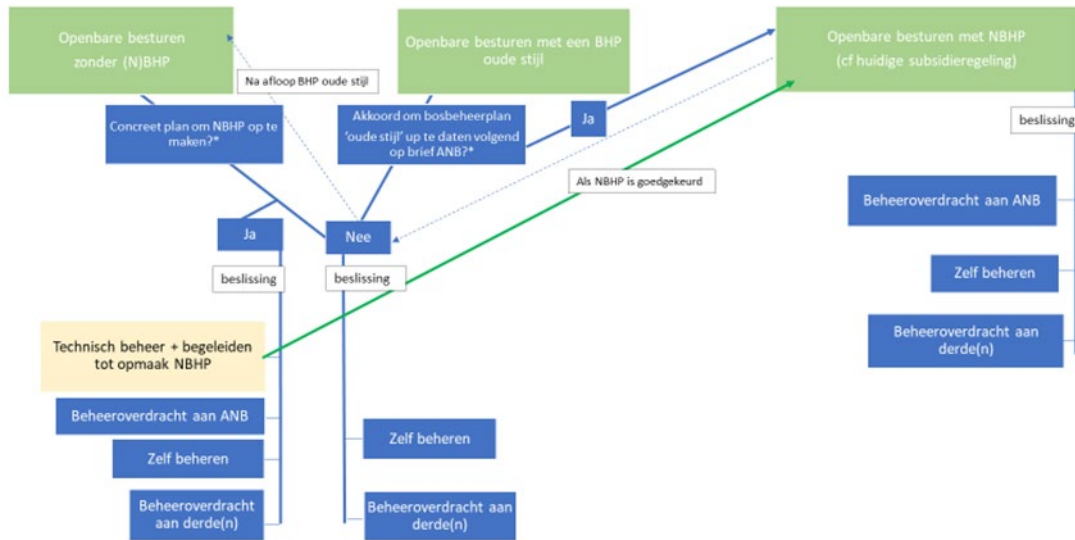 Openbare besturen
zonder (N)BHP
Openbare besturen met een BHP
oude stijl
Openbare besturen met NBHP
(cf huidige subsidieregeling)
Na afloop BHP oude stijl
Concreet plan om NBHP op te
maken?*
Akkoord om bosbeheerplan
‘oude stijl’ up te daten volgend
op brief ANB?*
Ja
beslissing
Als NBHP is goedgekeurd
Beheeroverdracht aan ANB
Ja
Nee
beslissing
beslissing
Zelf beheren
Technisch beheer + begeleiden
tot opmaak NBHP
Beheeroverdracht aan
derde(n)
Beheeroverdracht aan ANB
Zelf beheren
Zelf beheren
Beheeroverdracht
aan derde(n)
Beheeroverdracht aan
derde(n)